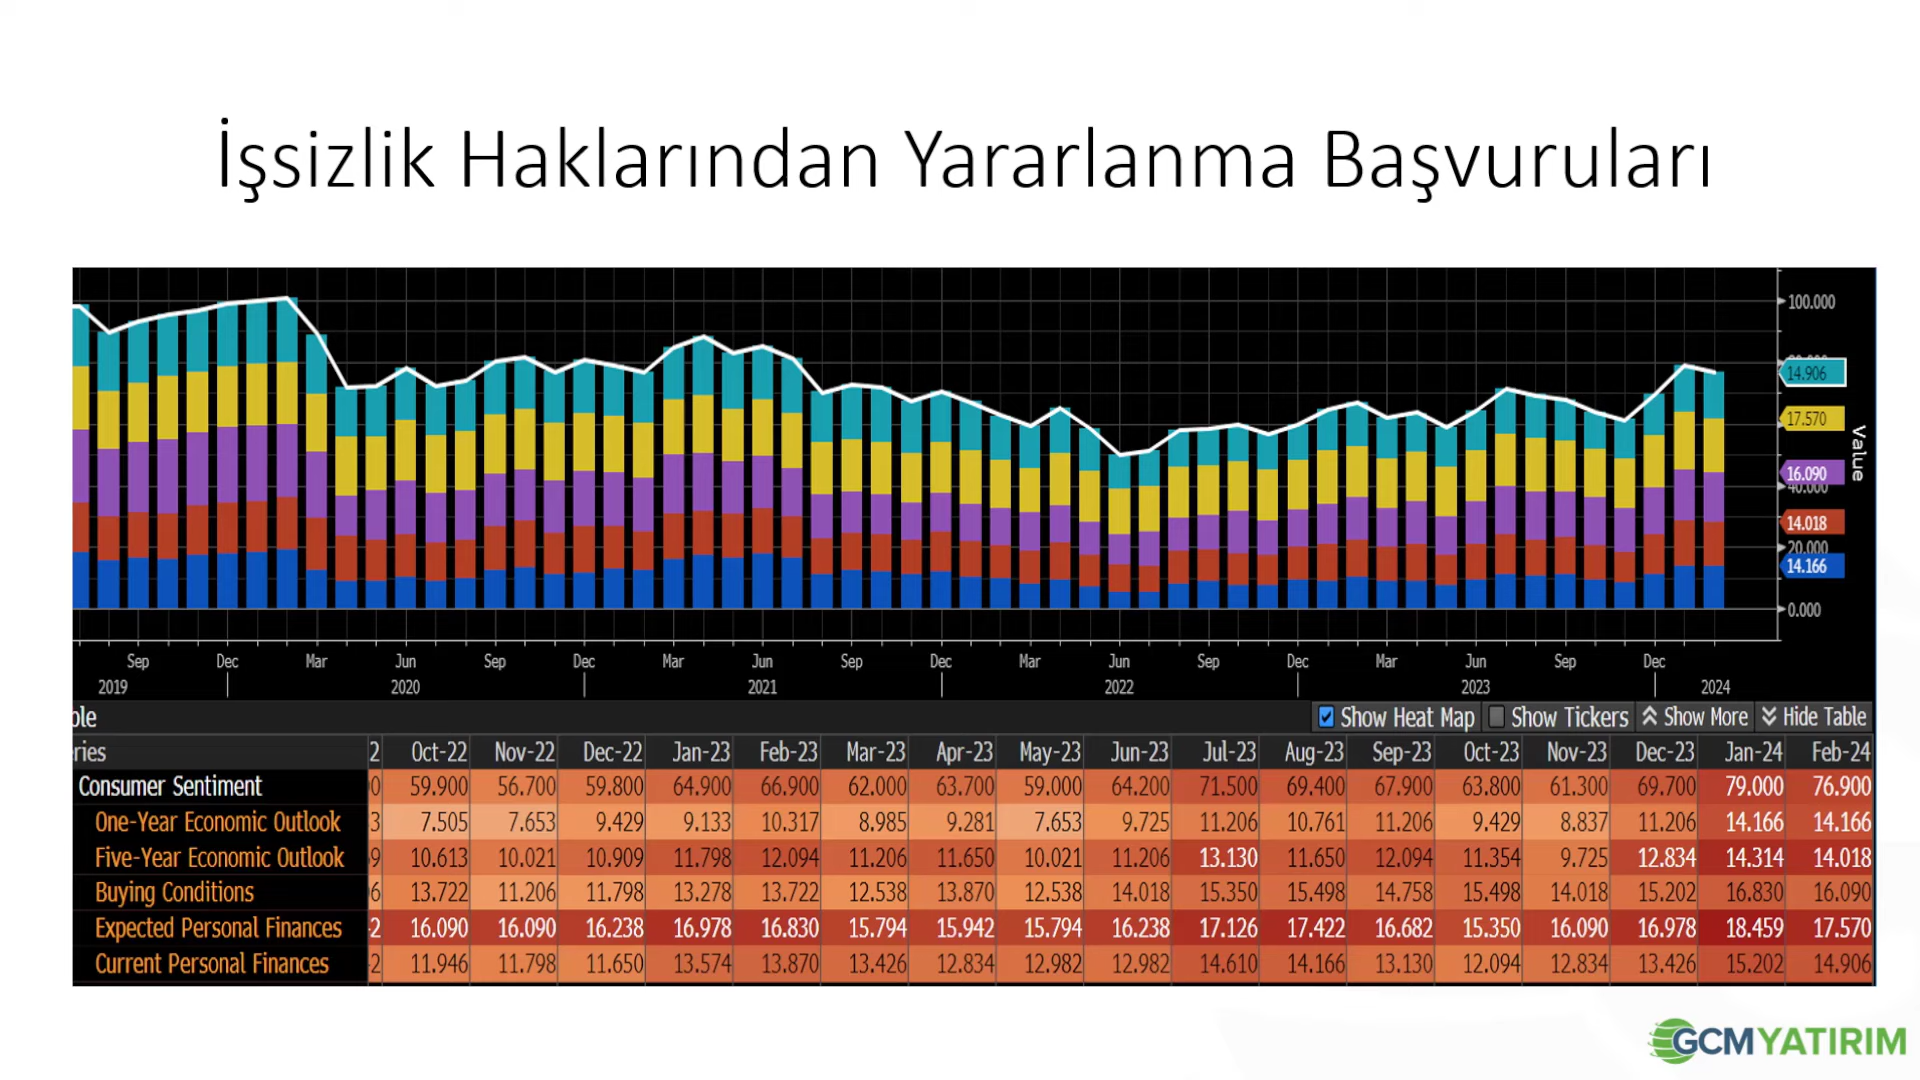 İşsizlik Haklarından Yararlanma Başvuruları
100.000
14.906
17.570
Value
16.090
40.000
14.018
20.000
14.166
0.000
Sep Dec Mar Jun Sep Dec Mar Jun Sep Dec Mar Jun Sep Dec Mar Jun Sep Dec
2019 2020 2021 2022 2023 2024
ble Show Heat Map Show Tickers Show More Hide Table
ries 2 Oct-22 Nov-22 Dec-22 Jan-23 Feb-23 Mar-23 Apr-23 May-23 Jun-23 Jul-23 Aug-23 Sep-23 Oct-23 Nov-23 Dec-23 Jan-24 Feb-24
Consumer Sentiment 0 59.900 56.700 59.800 64.900 66.900 62.000 63.700 59.000 64.200 71.500 69.400 67.900 63.800 61.300 69.700 79.000 76.900
One-Year Economic Outlook 3 7.505 7.653 9.429 9.133 10.317 8.985 9.281 7.653 9.725 11.206 10.761 11.206 9.429 8.837 11.206 14.166 14.166
Five-Year Economic Outlook 9 10.613 10.021 10.909 11.798 12.094 11.206 11.650 10.021 11.206 13.130 11.650 12.094 11.354 9.725 12.834 14.314 14.018
Buying Conditions 6 13.722 11.206 11.798 13.278 13.722 12.538 13.870 12.538 14.018 15.350 15.498 14.758 15.498 14.018 15.202 16.830 16.090
Expected Personal Finances 2 16.090 16.090 16.238 16.978 16.830 15.794 15.942 15.794 16.238 17.126 17.422 16.682 15.350 16.090 16.978 18.459 17.570
Current Personal Finances 2 11.946 11.798 11.650 13.574 13.870 13.426 12.834 12.982 12.982 14.610 14.166 13.130 12.094 12.834 13.426 15.202 14.906
GCMYATIRIM